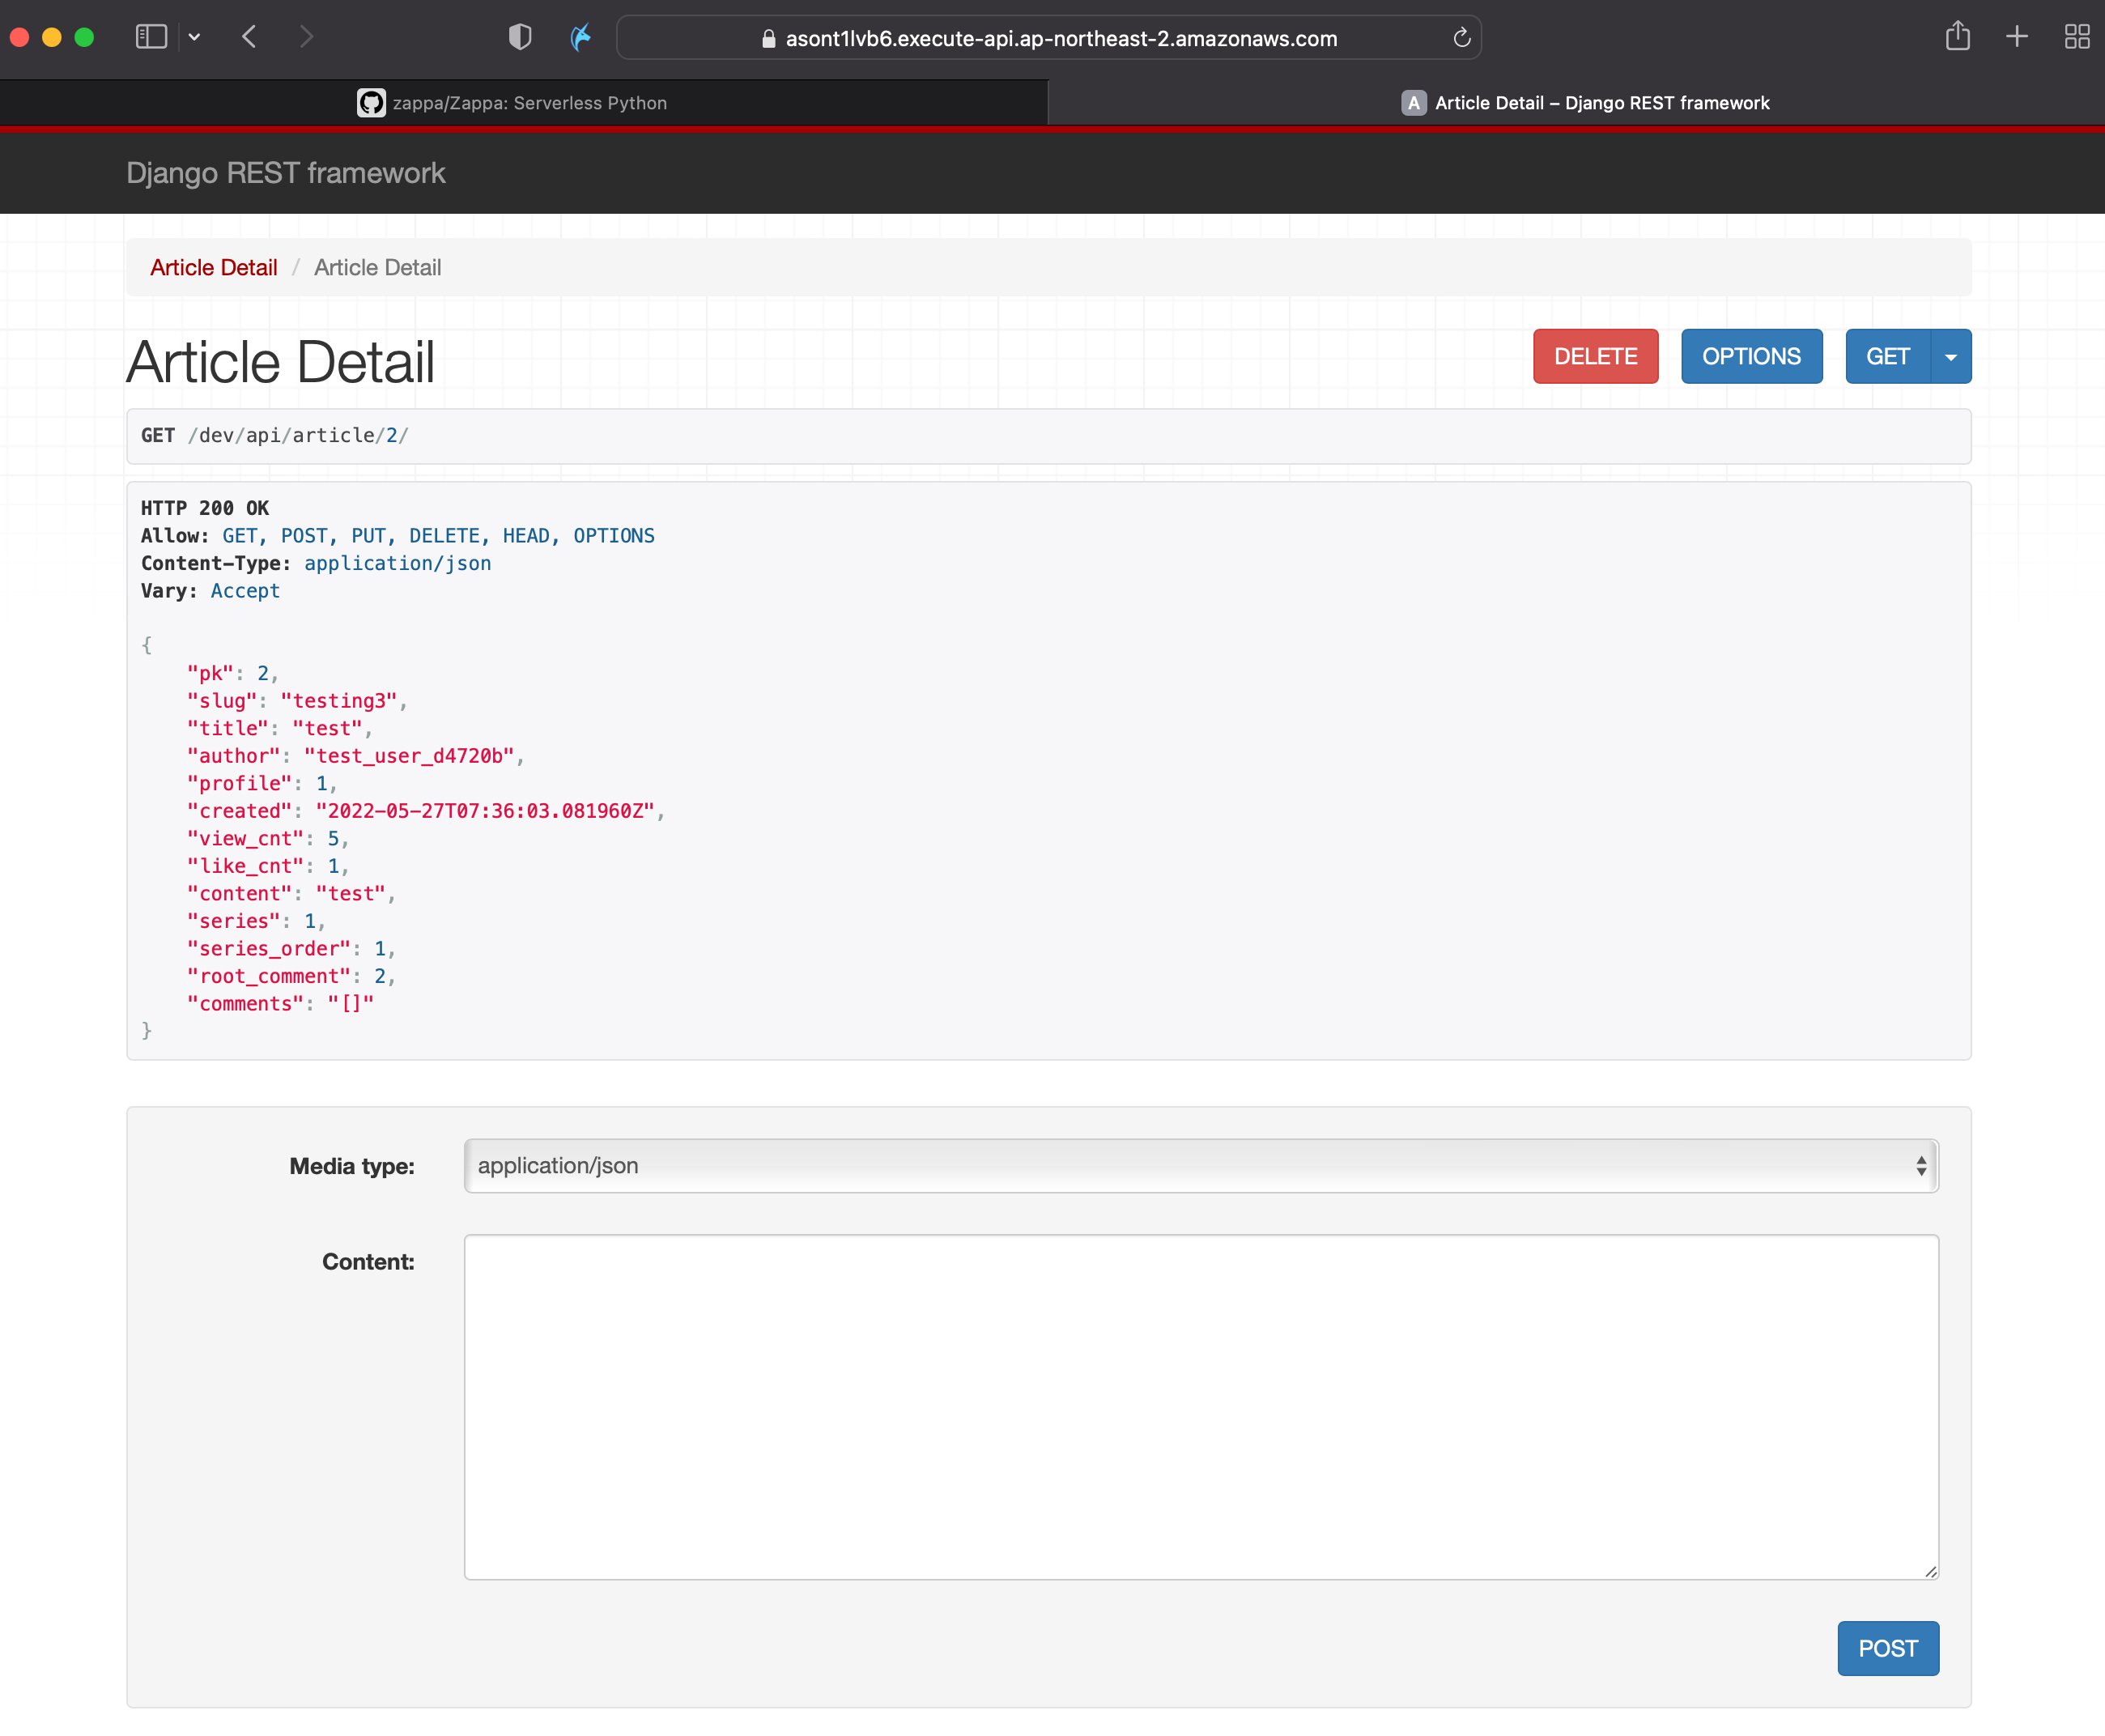 asont1lvb6.execute-api.ap-northeast-2.amazonaws.com
zappa/Zappa: Serverless Python
A Article Detail – Django REST framework
Django REST framework
Article Detail / Article Detail
Article Detail
DELETE OPTIONS GET
GET /dev/api/article/2/
HTTP 200 OK
Allow: GET, POST, PUT, DELETE, HEAD, OPTIONS
Content-Type: application/json
Vary: Accept
{
    "pk": 2,
    "slug": "testing3",
    "title": "test",
    "author": "test_user_d4720b",
    "profile": 1,
    "created": "2022-05-27T07:36:03.081960Z",
    "view_cnt": 5,
    "like_cnt": 1,
    "content": "test",
    "series": 1,
    "series_order": 1,
    "root_comment": 2,
    "comments": "[]"
}
Media type: application/json
Content:
POST